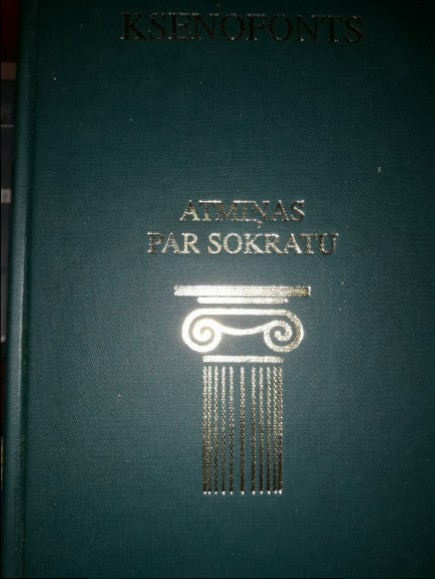 KSENOFONTS
ATMIŅAS
PAR SOKRATU